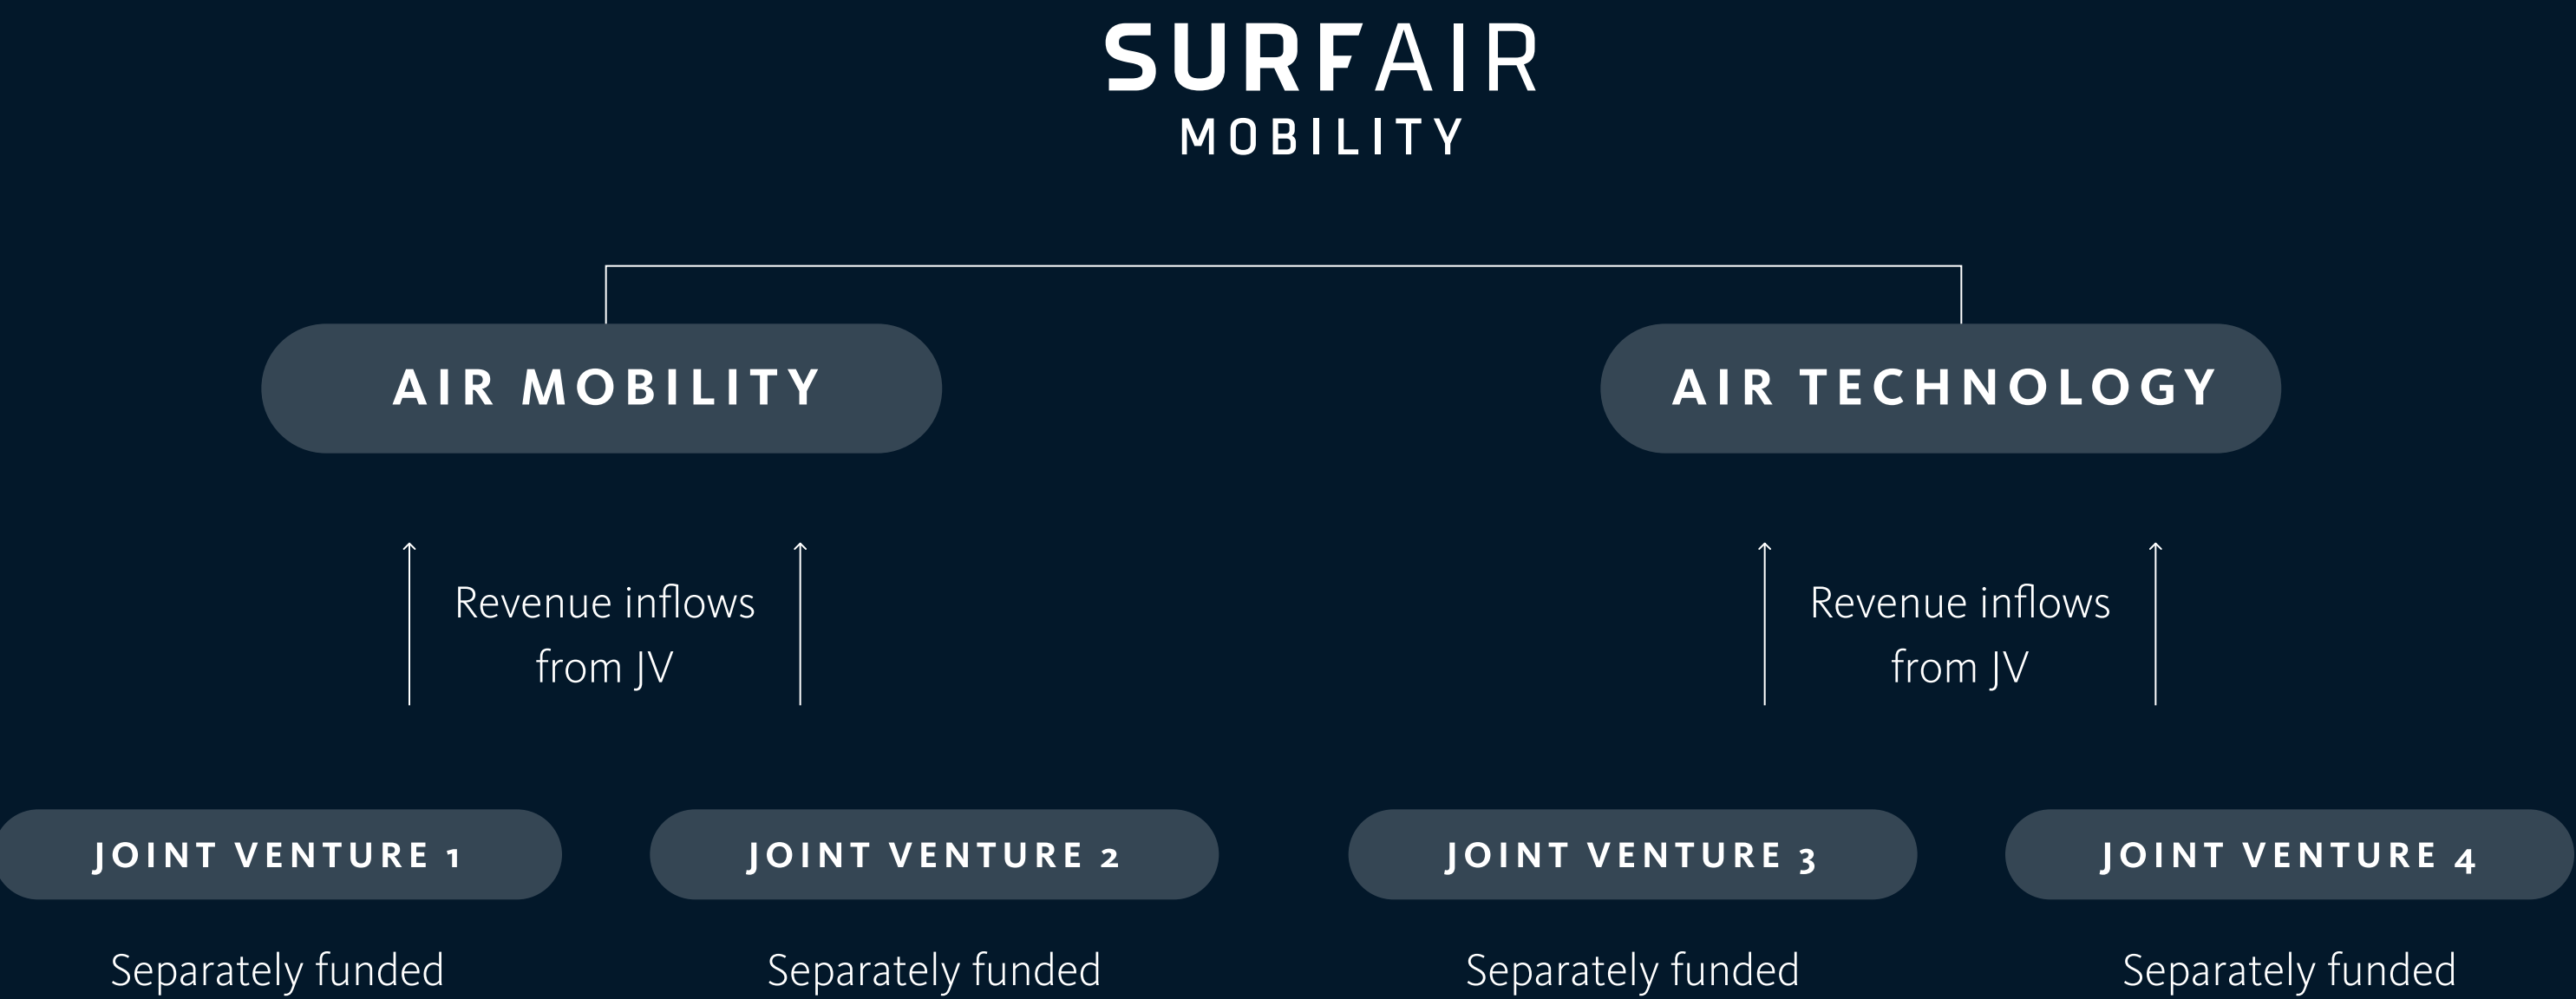 SURFAIR
MOBILITY
AIR MOBILITY
AIR TECHNOLOGY
Revenue inflows
from JV
Revenue inflows
from JV
JOINT VENTURE 1
JOINT VENTURE 2
JOINT VENTURE 3
JOINT VENTURE 4
Separately funded
Separately funded
Separately funded
Separately funded